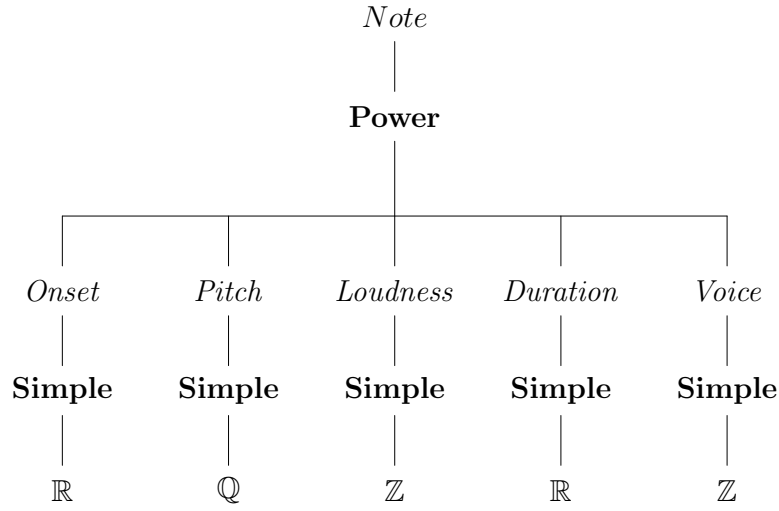 Note
Power
Onset Pitch Loudness Duration Voice
Simple Simple Simple Simple Simple
ℝ ℚ ℤ ℝ ℤ